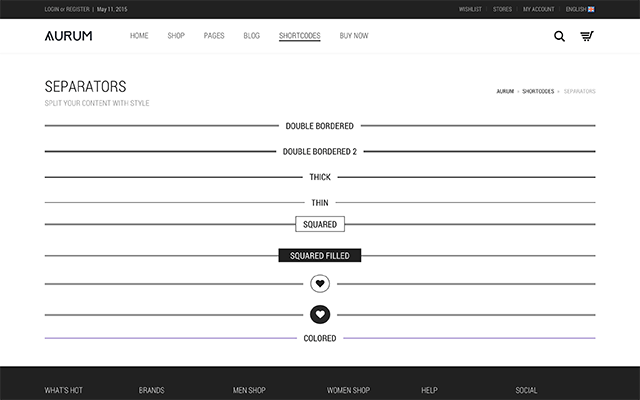 LOGIN or REGISTER | May 11, 2015 WISHLIST STORES MY ACCOUNT ENGLISH
AURUM HOME SHOP PAGES BLOG SHORTCODES BUY NOW
SEPARATORS
SPLIT YOUR CONTENT WITH STYLE
AURUM › SHORTCODES › SEPARATORS
DOUBLE BORDERED
DOUBLE BORDERED 2
THICK
THIN
SQUARED
SQUARED FILLED
COLORED
WHAT'S HOT BRANDS MEN SHOP WOMEN SHOP HELP SOCIAL